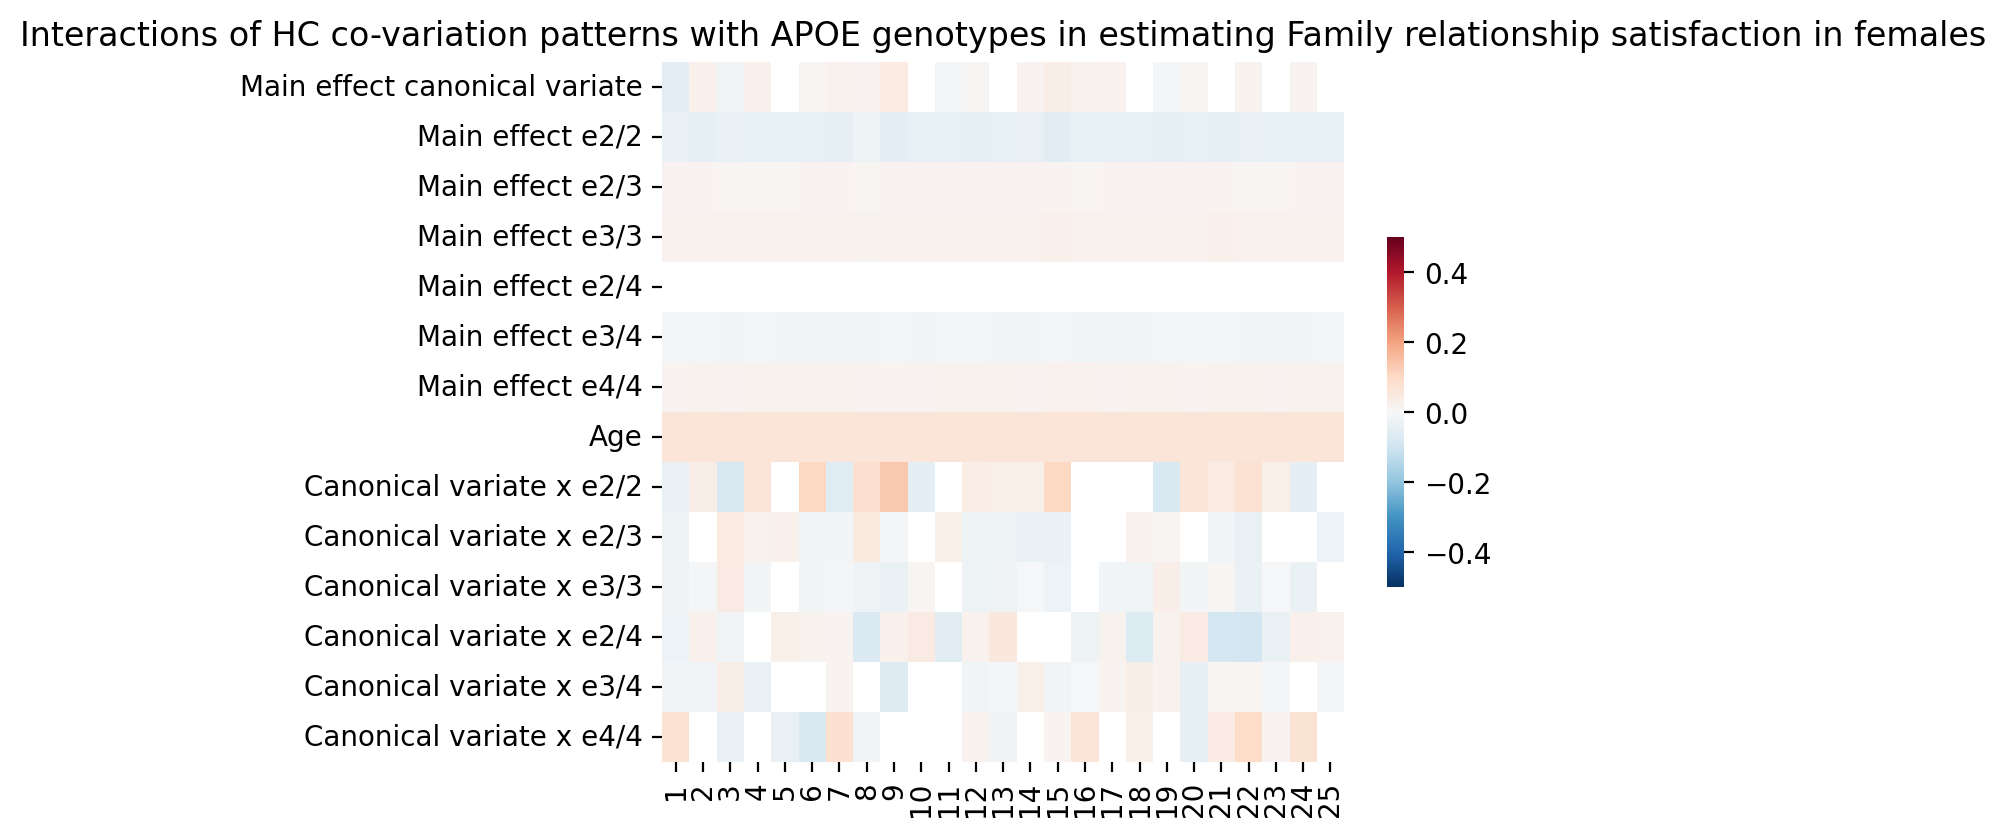 Interactions of HC co-variation patterns with APOE genotypes in estimating Family relationship satisfaction in females
Main effect canonical variate
Main effect e2/2
Main effect e2/3
Main effect e3/3
Main effect e2/4
Main effect e3/4
Main effect e4/4
Age
Canonical variate x e2/2
Canonical variate x e2/3
Canonical variate x e3/3
Canonical variate x e2/4
Canonical variate x e3/4
Canonical variate x e4/4
1 2 3 4 5 6 7 8 9 10 11 12 13 14 15 16 17 18 19 20 21 22 23 24 25
0.4
0.2
0.0
−0.2
−0.4